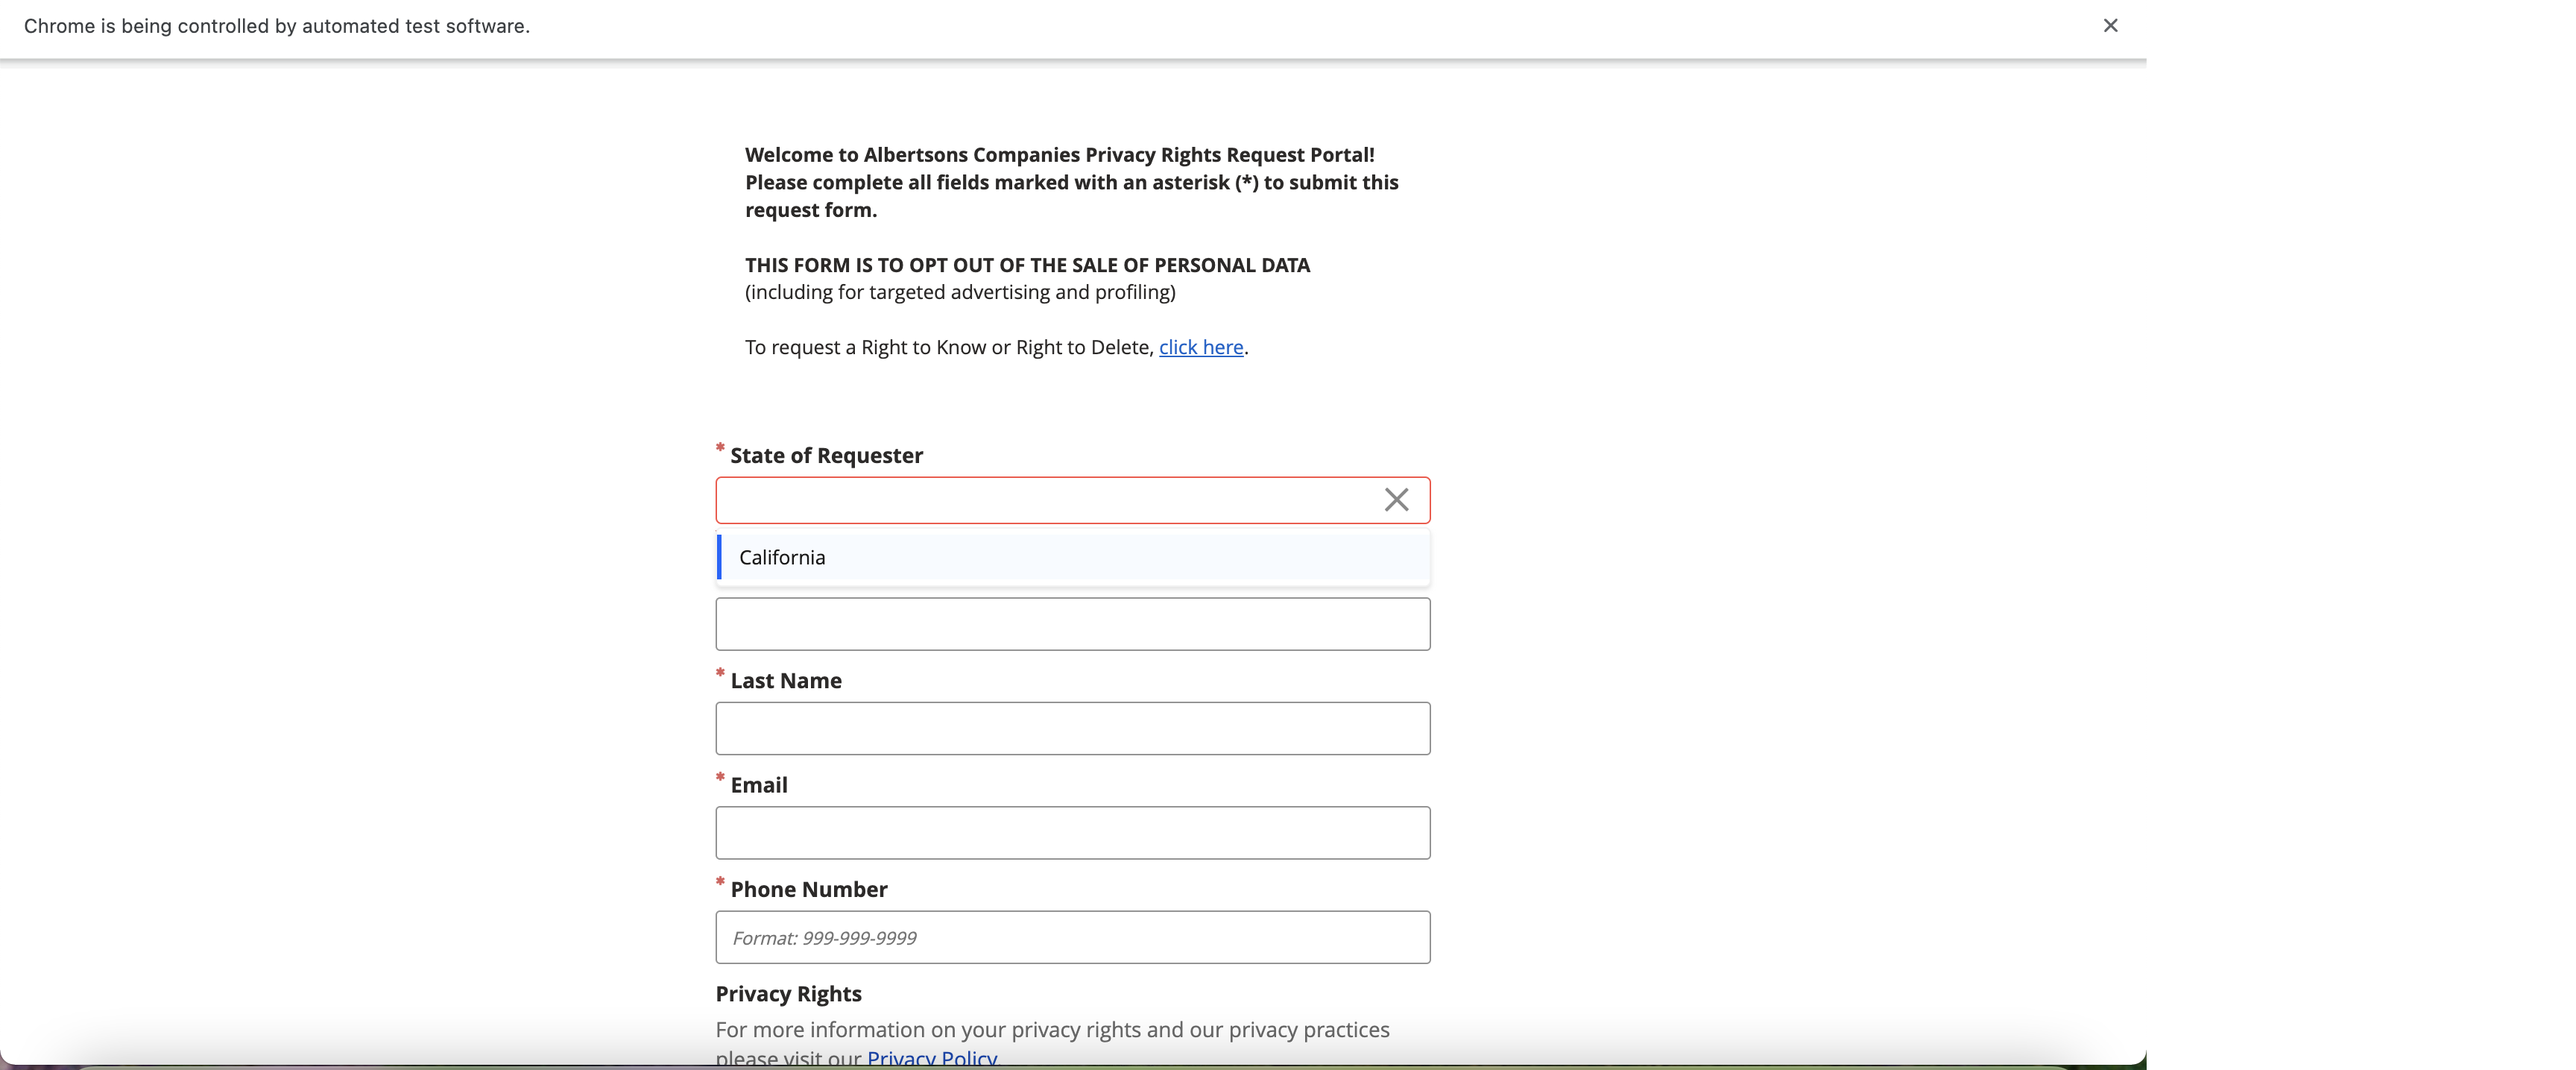 Chrome is being controlled by automated test software.
Welcome to Albertsons Companies Privacy Rights Request Portal!
Please complete all fields marked with an asterisk (*) to submit this
request form.
THIS FORM IS TO OPT OUT OF THE SALE OF PERSONAL DATA
(including for targeted advertising and profiling)
To request a Right to Know or Right to Delete, click here.
* State of Requester
California
* Last Name
* Email
* Phone Number
Format: 999-999-9999
Privacy Rights
For more information on your privacy rights and our privacy practices
please visit our Privacy Policy.